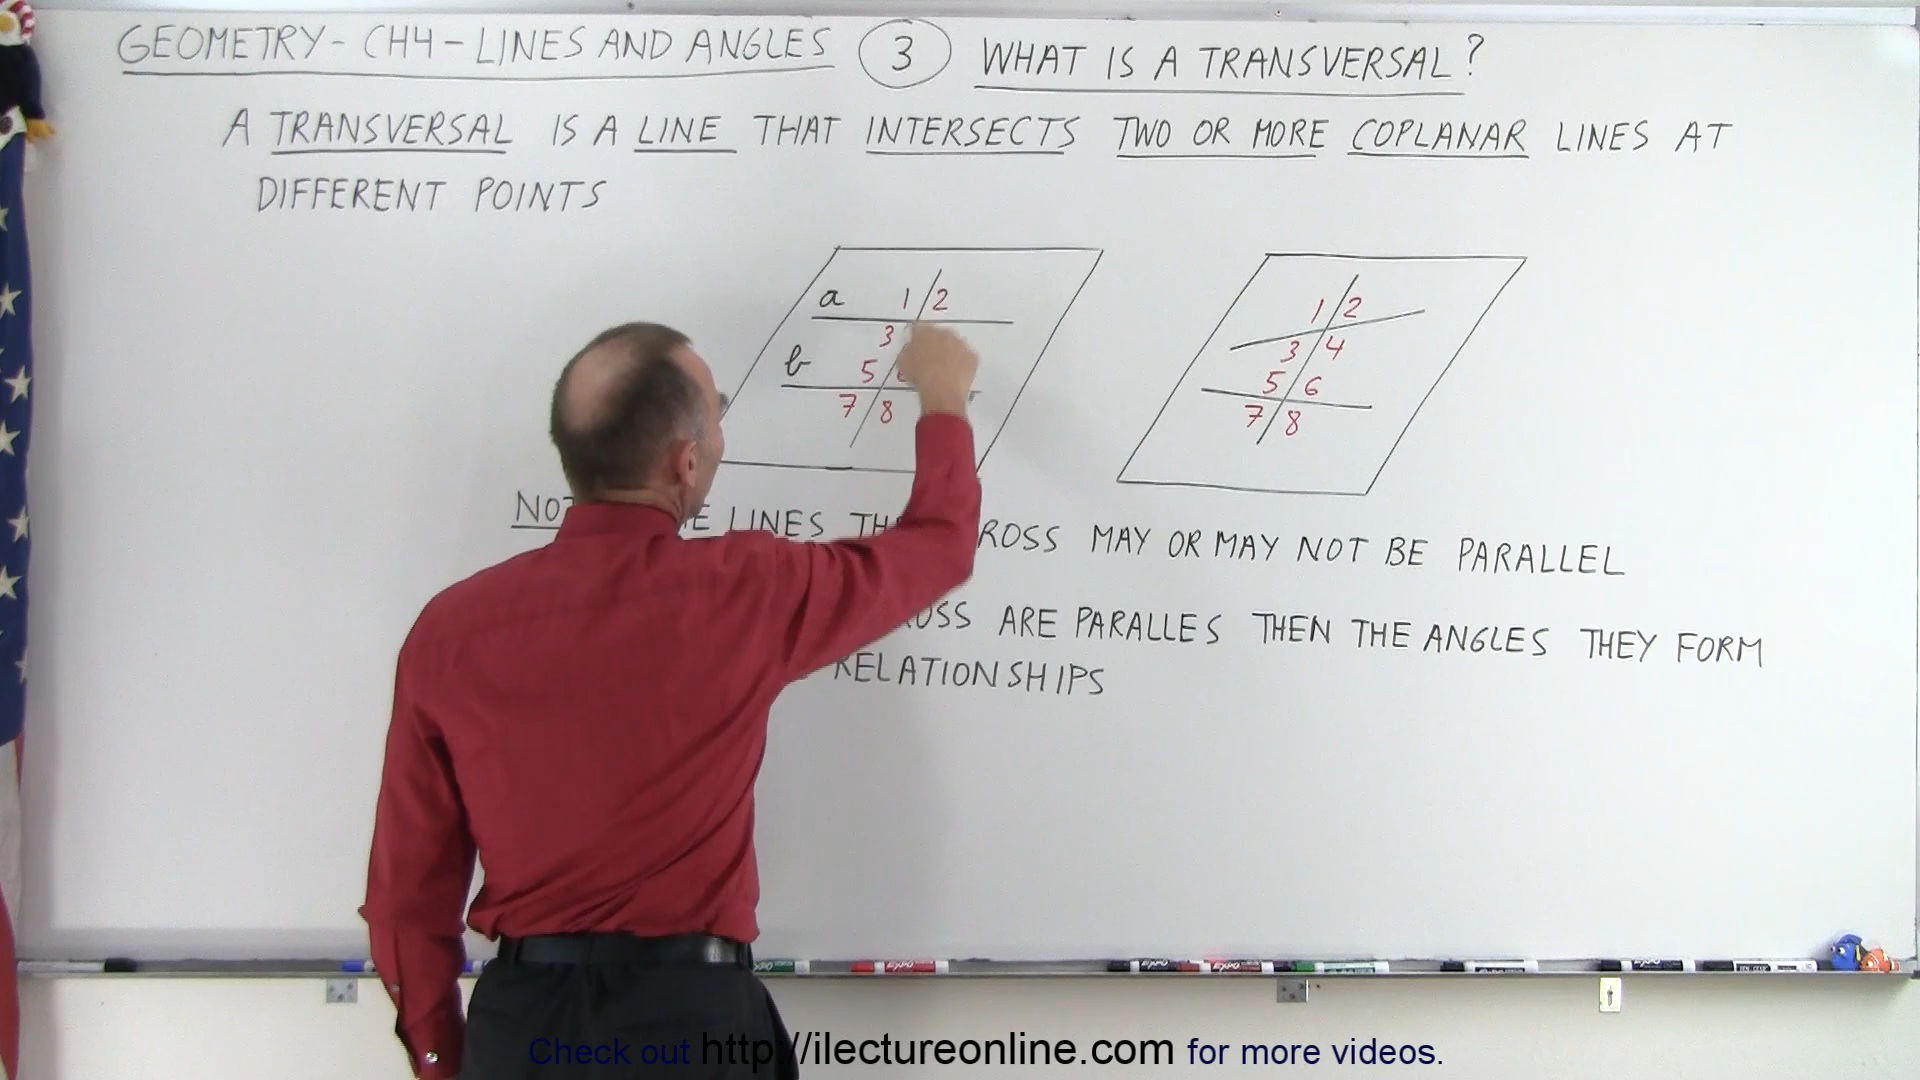 GEOMETRY - CH4 - LINES AND ANGLES 3 WHAT IS A TRANSVERSAL?
A TRANSVERSAL IS A LINE THAT INTERSECTS TWO OR MORE COPLANAR LINES AT
DIFFERENT POINTS
a 1 2
3
b 5
7 8
1 2
3 4
5 6
7 8
LINES ROSS MAY OR MAY NOT BE PARALLEL
OSS ARE PARALLES THEN THE ANGLES THEY FORM
RELATIONSHIPS
Check out http://ilectureonline.com for more videos.